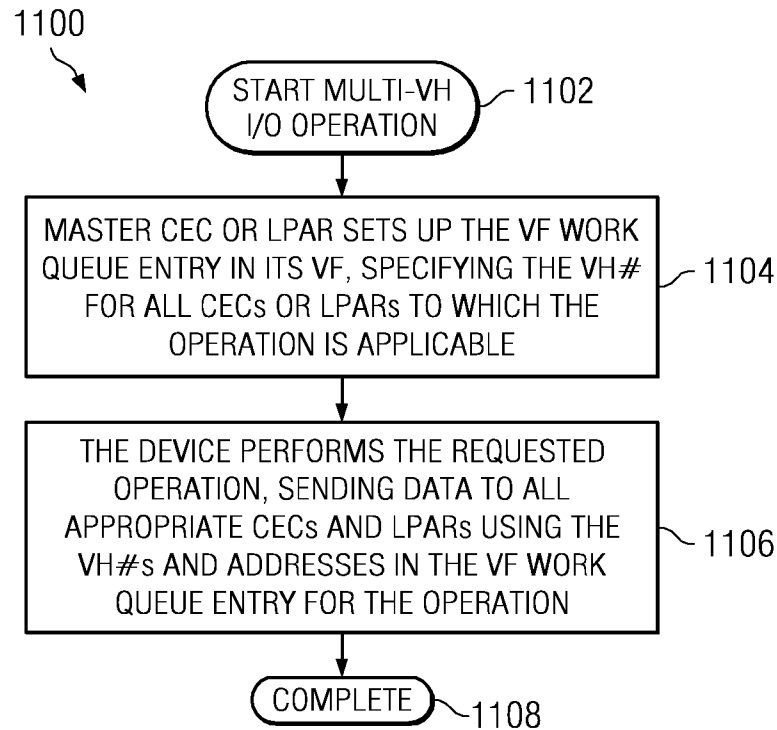 1100
START MULTI-VH
I/O OPERATION
1102
MASTER CEC OR LPAR SETS UP THE VF WORK
QUEUE ENTRY IN ITS VF, SPECIFYING THE VH#
FOR ALL CECs OR LPARs TO WHICH THE
OPERATION IS APPLICABLE
1104
THE DEVICE PERFORMS THE REQUESTED
OPERATION, SENDING DATA TO ALL
APPROPRIATE CECs AND LPARs USING THE
VH#s AND ADDRESSES IN THE VF WORK
QUEUE ENTRY FOR THE OPERATION
1106
COMPLETE
1108